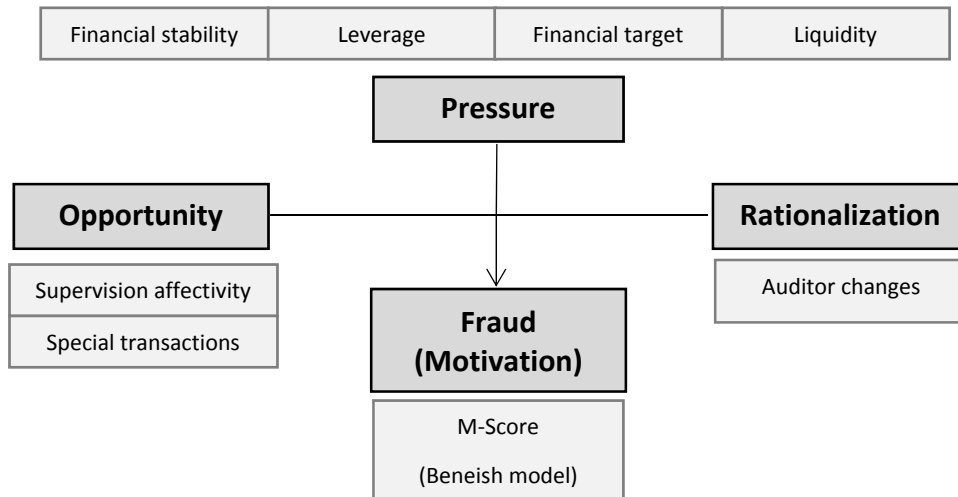 Financial stability
Leverage
Financial target
Liquidity
Pressure
Opportunity
Rationalization
Supervision affectivity
Special transactions
Auditor changes
Fraud
(Motivation)
M-Score
(Beneish model)